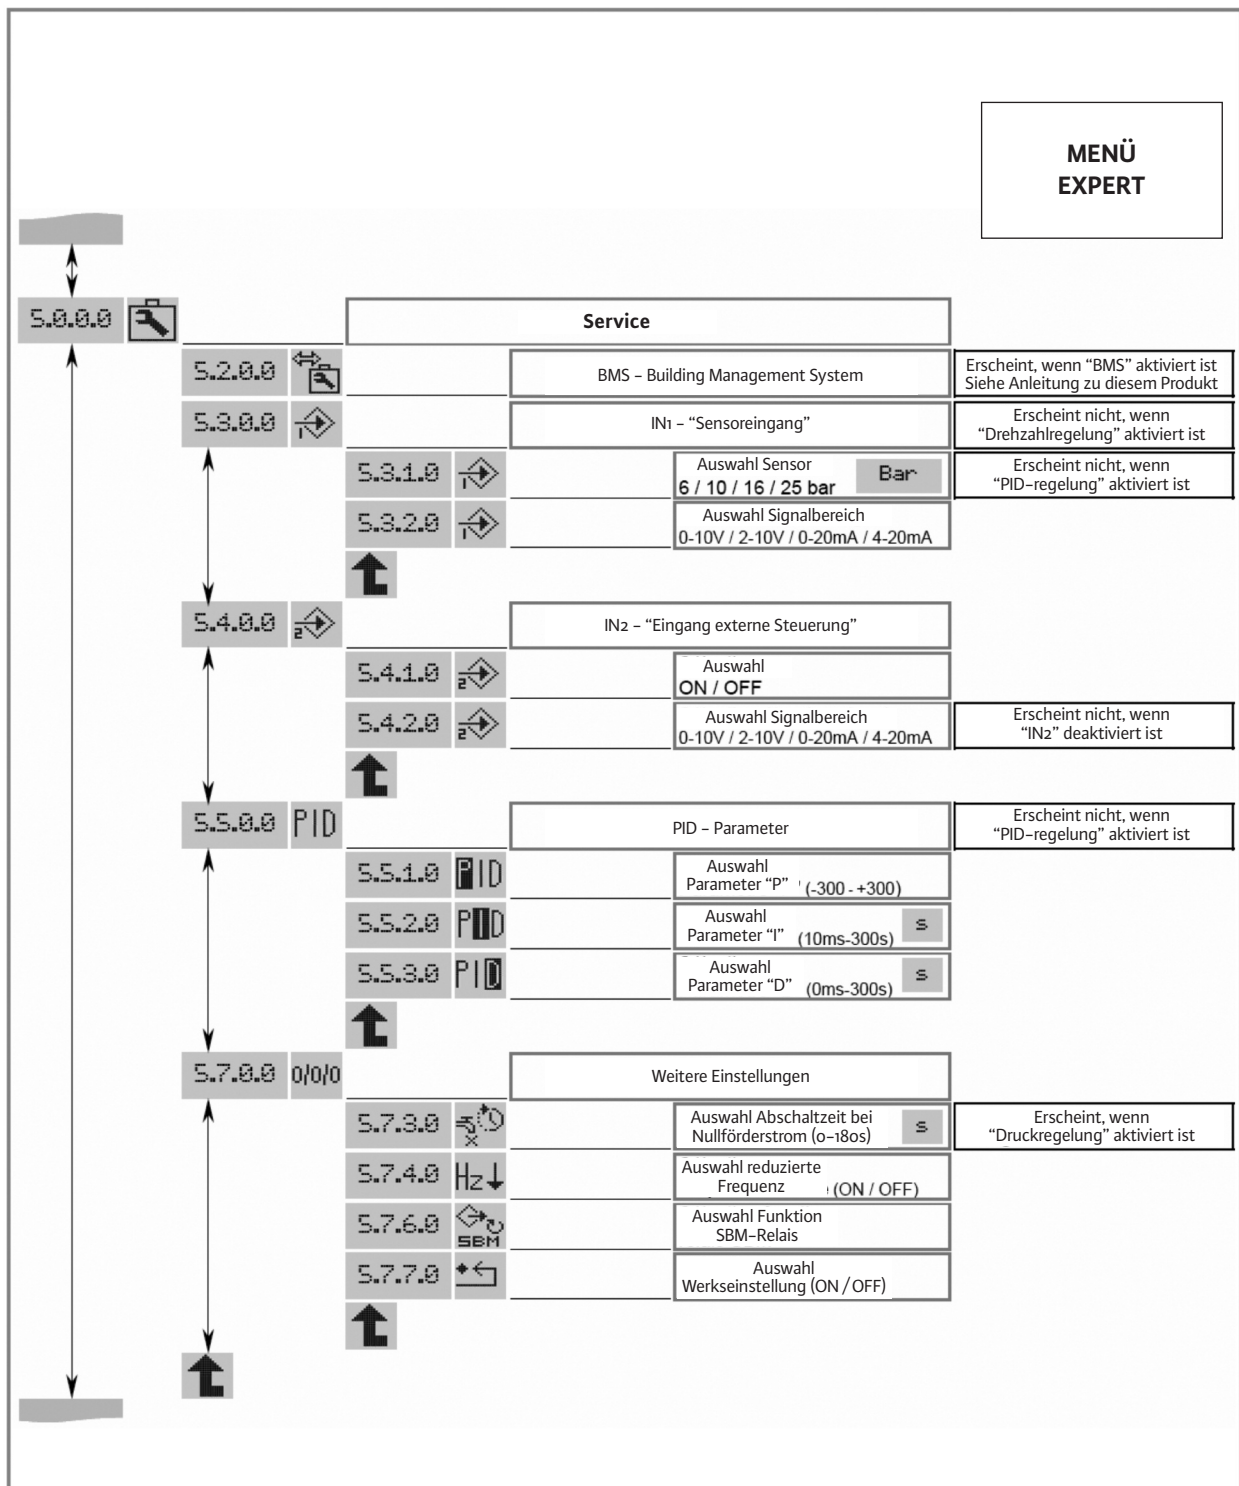 MENÜ
EXPERT
5.0.0.0
Service
5.2.0.0
BMS – Building Management System
Erscheint, wenn “BMS” aktiviert ist
Siehe Anleitung zu diesem Produkt
5.3.0.0
1
IN1 – “Sensoreingang”
Erscheint nicht, wenn
“Drehzahlregelung” aktiviert ist
5.3.1.0
1
Auswahl Sensor
6 / 10 / 16 / 25 bar
Bar
Erscheint nicht, wenn
“PID-regelung” aktiviert ist
5.3.2.0
1
Auswahl Signalbereich
0-10V / 2-10V / 0-20mA / 4-20mA
5.4.0.0
2
IN2 – “Eingang externe Steuerung”
5.4.1.0
2
Auswahl
ON / OFF
5.4.2.0
2
Auswahl Signalbereich
0-10V / 2-10V / 0-20mA / 4-20mA
Erscheint nicht, wenn
“IN2” deaktiviert ist
5.5.0.0 PID
PID – Parameter
Erscheint nicht, wenn
“PID-regelung” aktiviert ist
5.5.1.0 PID
Auswahl
Parameter “P” (-300 - +300)
5.5.2.0 PID
Auswahl
Parameter “I” (10ms-300s)
s
5.5.3.0 PID
Auswahl
Parameter “D” (0ms-300s)
s
5.7.0.0 0/0/0
Weitere Einstellungen
5.7.3.0
Auswahl Abschaltzeit bei
Nullförderstrom (0–180s)
s
Erscheint, wenn
“Druckregelung” aktiviert ist
5.7.4.0 Hz
Auswahl reduzierte
Frequenz (ON / OFF)
5.7.6.0
SBM
Auswahl Funktion
SBM-Relais
5.7.7.0
Auswahl
Werkseinstellung (ON / OFF)